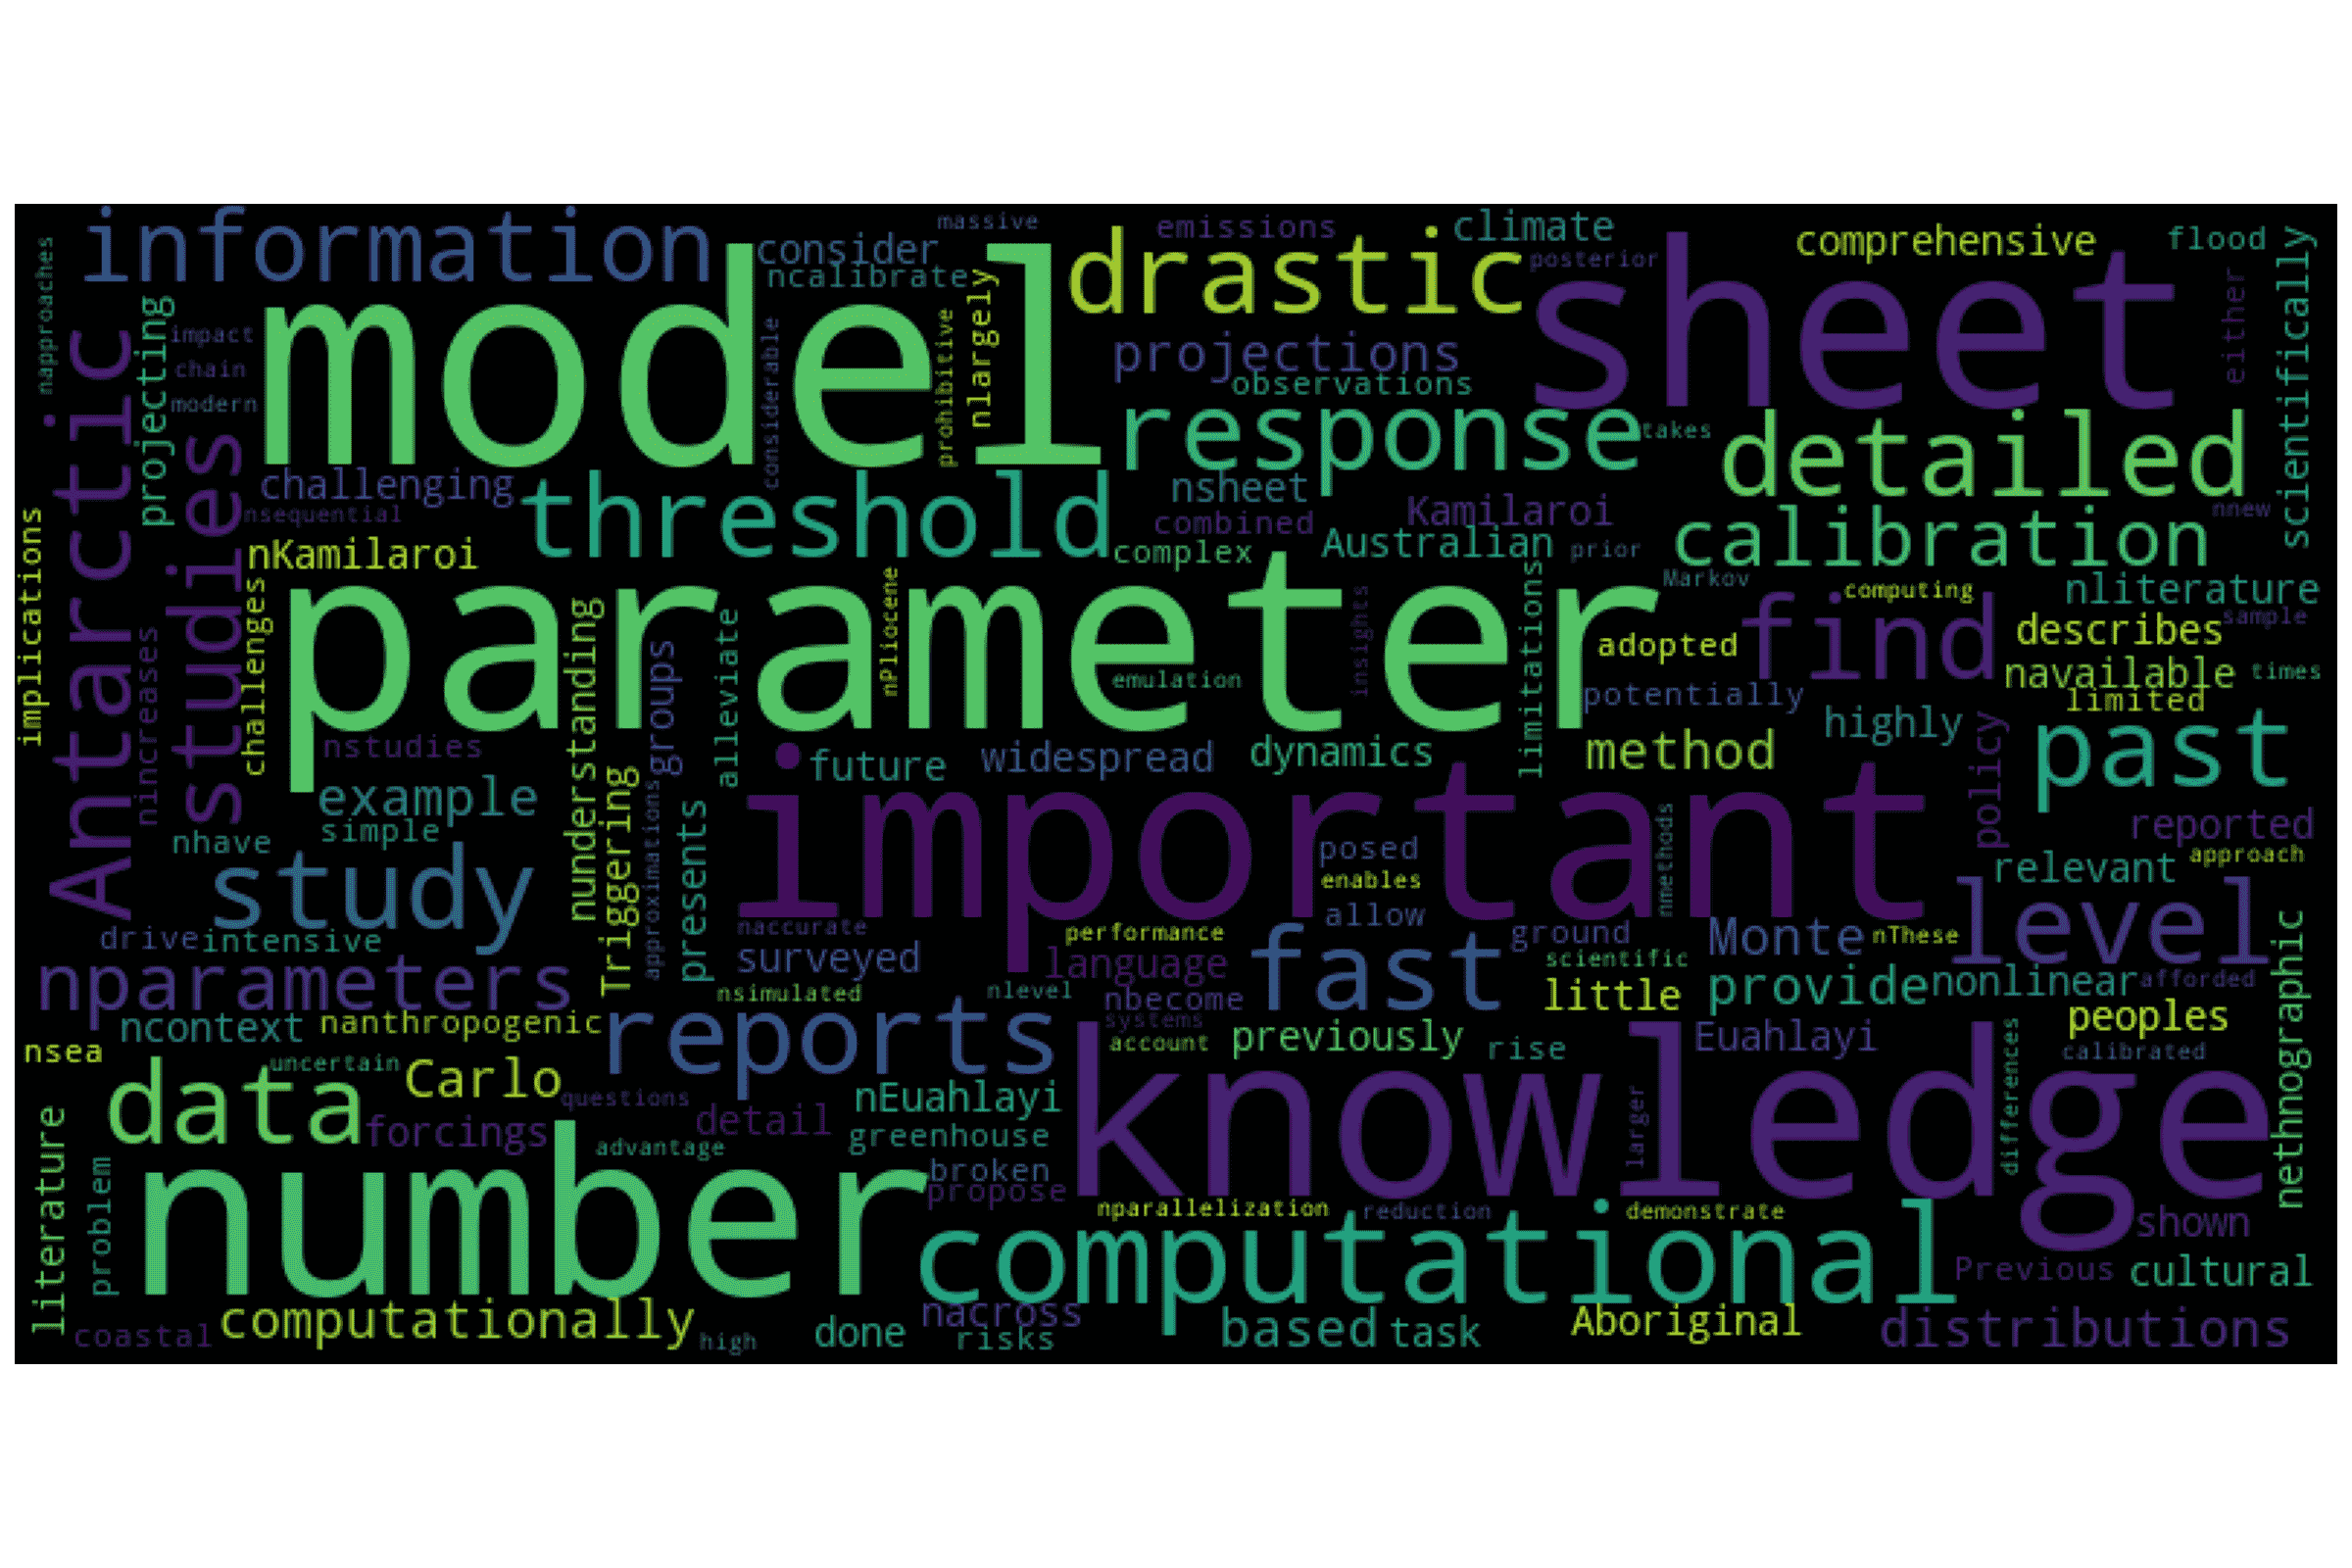 information
massive
consider
ncalibrate
emissions
climate
posterior
comprehensive
flood
scientifically
napproaches
projecting
impact
chain
modern
model
considerable
prohibitive
nlargely
drastic
projections
observations
sheet
either
Antarctic
studies
challenging
nsequential
threshold
response
takes
detailed
nsheet
combined
complex
Kamilaroi
Australian
prior
calibration
nnew
implications
nKamilaroi
challenges
nincreases
parameter
nunderstanding
groups
alleviate
nPliocene
emulation
insights
limitations
Markov
computing
adopted
potentially
find
nliterature
sample
describes
navailable
times
limited
nstudies
example
simple
nhave
Triggering
approximations
presents
future
widespread
dynamics
method
highly
policy
past
reported
approach
relevant
important
posed
enables
allow
nmethods
study
drive
intensive
naccurate
surveyed
performance
language
fast
ground
scientific
Monte
nThese
level
nparameters
nsimulated
nlevel
nbecome
little
provide
nonlinear
afforded
nethnographic
ncontext
nanthropogenic
reports
systems
account
previously
rise
Euahlayi
peoples
calibrated
differences
nsea
uncertain
data
Carlo
questions
forcings
detail
nEuahlayi
greenhouse
broken
propose
advantage
knowledge
larger
literature
problem
number
nparallelization
reduction
demonstrate
computational
shown
Previous
cultural
coastal
computationally
high
done
nacross
risks
based
task
Aboriginal
distributions